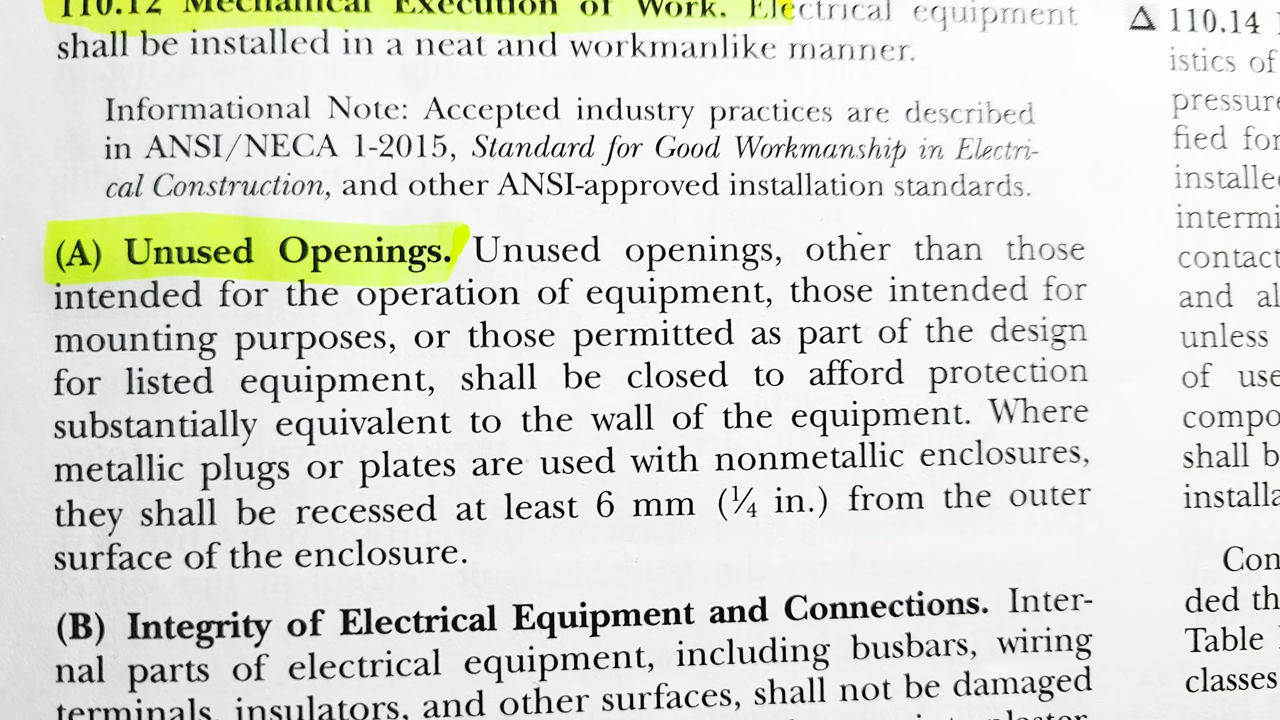 110.12 Mechanical Execution of Work. Electrical equipment
shall be installed in a neat and workmanlike manner.
Informational Note: Accepted industry practices are described
in ANSI/NECA 1-2015, Standard for Good Workmanship in Electri-
cal Construction, and other ANSI-approved installation standards.
(A) Unused Openings. Unused openings, other than those
intended for the operation of equipment, those intended for
mounting purposes, or those permitted as part of the design
for listed equipment, shall be closed to afford protection
substantially equivalent to the wall of the equipment. Where
metallic plugs or plates are used with nonmetallic enclosures,
they shall be recessed at least 6 mm (¼ in.) from the outer
surface of the enclosure.
(B) Integrity of Electrical Equipment and Connections. Inter-
nal parts of electrical equipment, including busbars, wiring
terminals, insulators, and other surfaces, shall not be damaged
Δ 110.14
istics of
pressure
fied for
installe
intermi
contact
and al
unless
of use
compo
shall b
installa
Con
ded th
Table
classes